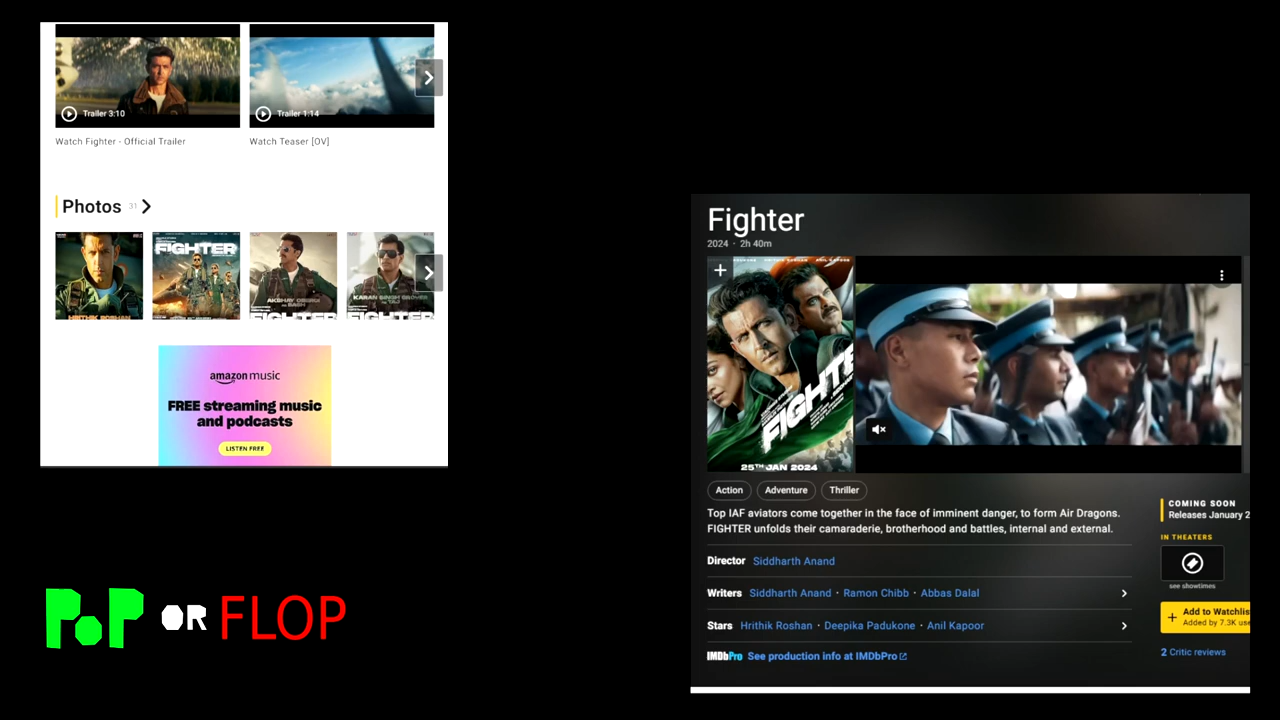 Trailer 3:10
Trailer 1:14
Watch Fighter - Official Trailer
Watch Teaser [OV]
Photos 31
HRITHIK ROSHAN
FIGHTER
AKSHAY OBEROI
FIGHTER
KARAN SINGH GROVER
FIGHTER
amazon music
FREE streaming music
and podcasts
LISTEN FREE
POP OR FLOP
Fighter
2024 · 2h 40m
ANIL KAPOOR
FIGHTE
25TH JAN 2024
Action
Adventure
Thriller
Top IAF aviators come together in the face of imminent danger, to form Air Dragons.
FIGHTER unfolds their camaraderie, brotherhood and battles, internal and external.
Director Siddharth Anand
Writers Siddharth Anand · Ramon Chibb · Abbas Dalal
Stars Hrithik Roshan · Deepika Padukone · Anil Kapoor
IMDbPro See production info at IMDbPro
COMING SOON
Releases January 2
IN THEATERS
see showtimes
Add to Watchlis
Added by 7.3K use
2 Critic reviews